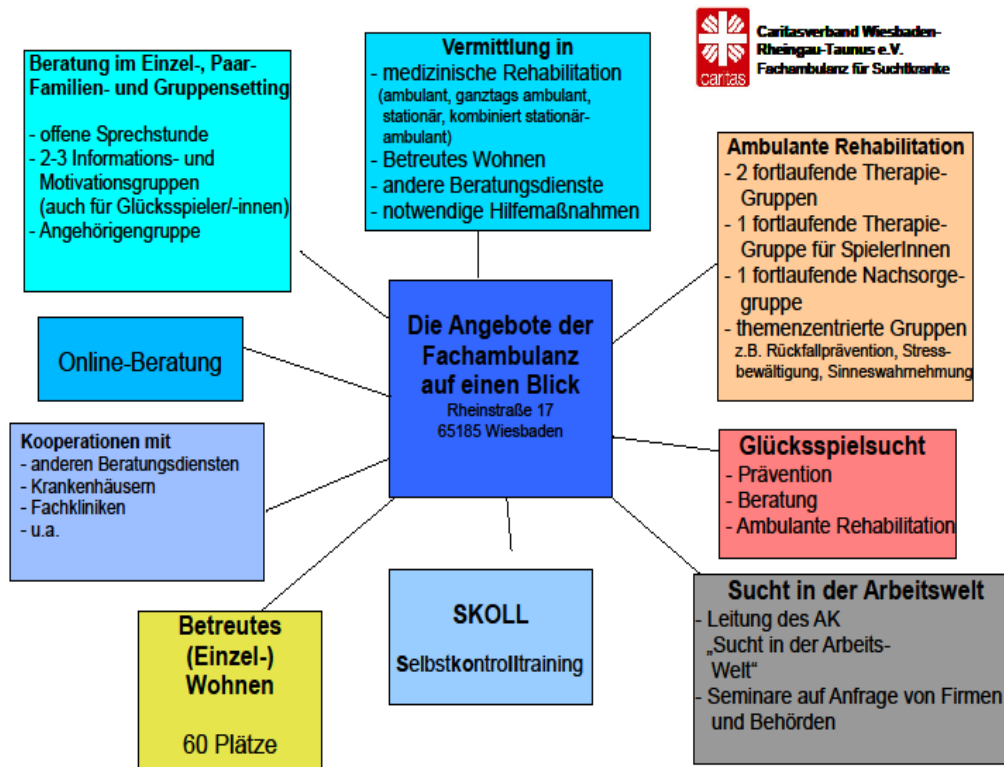 Caritasverband Wiesbaden-
Rheingau-Taunus e.V.
Fachambulanz für Suchtkranke
caritas
Beratung im Einzel-, Paar-
Familien- und Gruppensetting
- offene Sprechstunde
- 2-3 Informations- und
Motivationsgruppen
(auch für Glücksspieler/-innen)
- Angehörigengruppe
Vermittlung in
- medizinische Rehabilitation
(ambulant, ganztags ambulant,
stationär, kombiniert stationär-
ambulant)
- Betreutes Wohnen
- andere Beratungsdienste
- notwendige Hilfemaßnahmen
Ambulante Rehabilitation
- 2 fortlaufende Therapie-
Gruppen
- 1 fortlaufende Therapie-
Gruppe für SpielerInnen
- 1 fortlaufende Nachsorge-
gruppe
- themenzentrierte Gruppen
z.B. Rückfallprävention, Stress-
bewältigung, Sinneswahrnehmung
Die Angebote der
Fachambulanz
auf einen Blick
Rheinstraße 17
65185 Wiesbaden
Online-Beratung
Kooperationen mit
- anderen Beratungsdiensten
- Krankenhäusern
- Fachkliniken
- u.a.
Glücksspielsucht
- Prävention
- Beratung
- Ambulante Rehabilitation
Betreutes
(Einzel-)
Wohnen
60 Plätze
SKOLL
Selbstkontrolltraining
Sucht in der Arbeitswelt
- Leitung des AK
„Sucht in der Arbeits-
Welt“
- Seminare auf Anfrage von Firmen
und Behörden